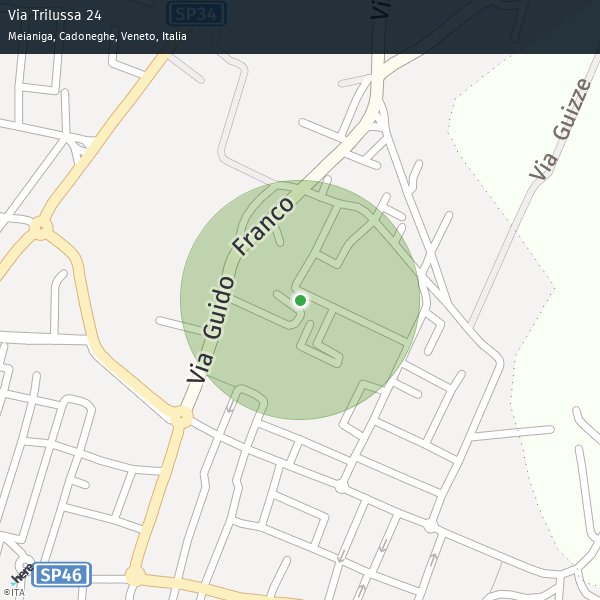 Via Trilussa 24
Meianiga, Cadoneghe, Veneto, Italia
SP34
Vi
Via Guizze
Via Guido Franco
here
SP46
©ITA